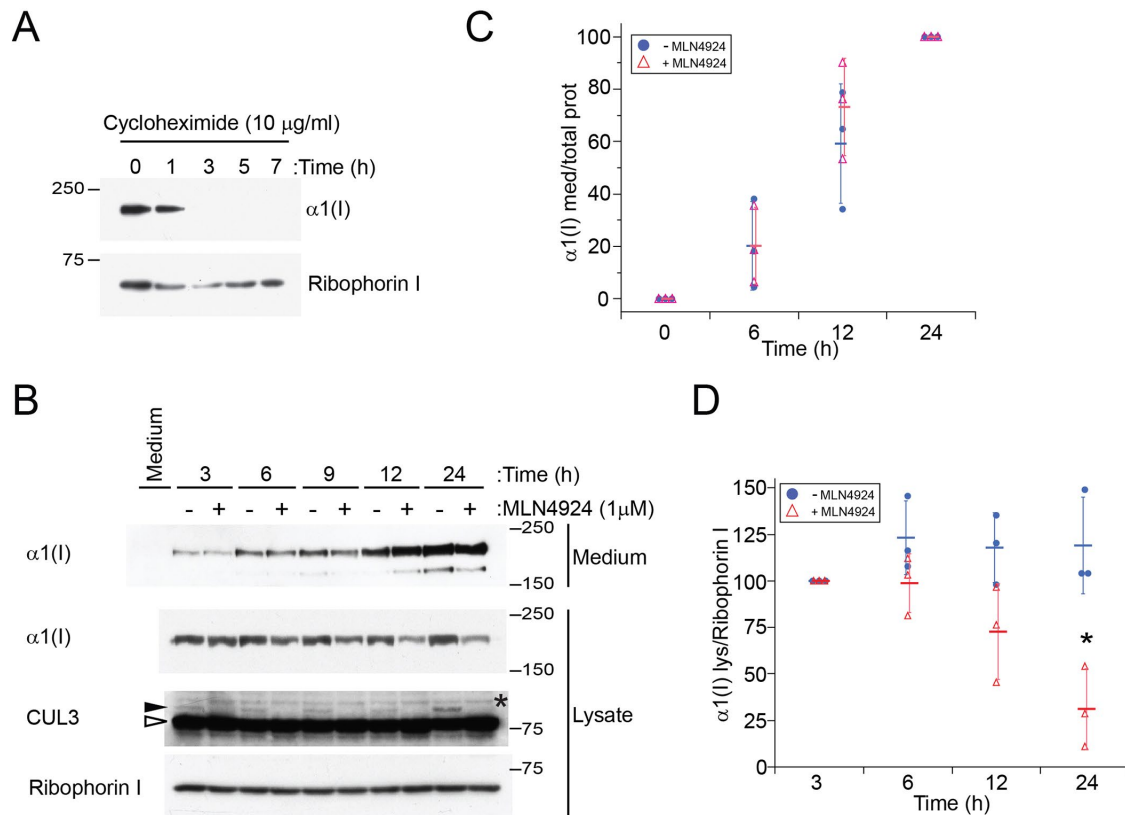 A
Cycloheximide (10 μg/ml)
0 1 3 5 7 :Time (h)
250
α1(I)
75
Ribophorin I
B
Medium
3 6 9 12 24 :Time (h)
- + - + - + - + - + :MLN4924 (1μM)
250
α1(I) Medium
150
250
α1(I)
150
*
CUL3 Lysate
75
75
Ribophorin I
C
α1(I) med/total prot
100
80
60
40
20
0
- MLN4924
+ MLN4924
0 6 12 24
Time (h)
D
α1(I) lys/Ribophorin I
150
125
100
75
50
25
0
- MLN4924
+ MLN4924
*
3 6 12 24
Time (h)